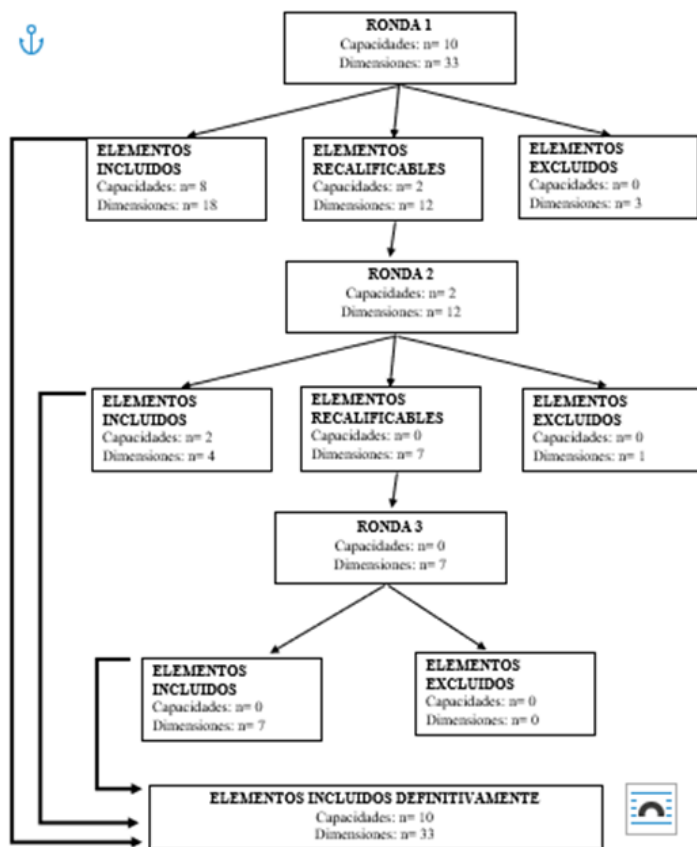 RONDA 1
Capacidades: n= 10
Dimensiones: n= 33
ELEMENTOS
INCLUIDOS
Capacidades: n= 8
Dimensiones: n= 18
ELEMENTOS
RECALIFICABLES
Capacidades: n= 2
Dimensiones: n= 12
ELEMENTOS
EXCLUIDOS
Capacidades: n= 0
Dimensiones: n= 3
RONDA 2
Capacidades: n= 2
Dimensiones: n= 12
ELEMENTOS
INCLUIDOS
Capacidades: n= 2
Dimensiones: n= 4
ELEMENTOS
RECALIFICABLES
Capacidades: n= 0
Dimensiones: n= 7
ELEMENTOS
EXCLUIDOS
Capacidades: n= 0
Dimensiones: n= 1
RONDA 3
Capacidades: n= 0
Dimensiones: n= 7
ELEMENTOS
INCLUIDOS
Capacidades: n= 0
Dimensiones: n= 7
ELEMENTOS
EXCLUIDOS
Capacidades: n= 0
Dimensiones: n= 0
ELEMENTOS INCLUIDOS DEFINITIVAMENTE
Capacidades: n= 10
Dimensiones: n= 33